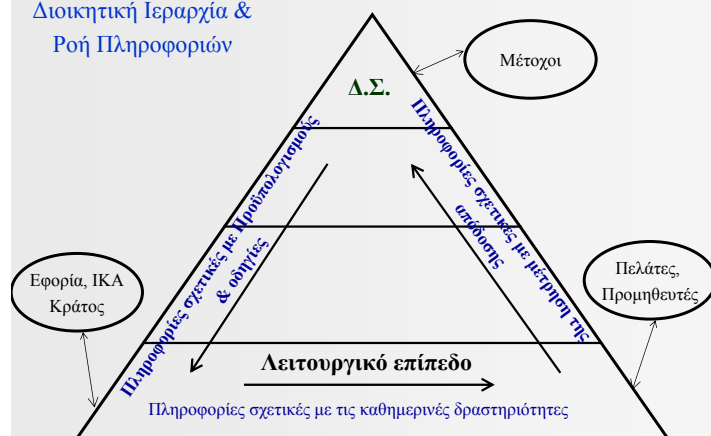 Διοικητική Ιεραρχία &
Ροή Πληροφοριών
Μέτοχοι
Δ.Σ.
Πληροφορίες σχετικές με Προϋπολογισμούς
& οδηγίες
Πληροφορίες σχετικές με μέτρηση της
απόδοσης
Εφορία, ΙΚΑ
Κράτος
Πελάτες,
Προμηθευτές
Λειτουργικό επίπεδο
Πληροφορίες σχετικές με τις καθημερινές δραστηριότητες